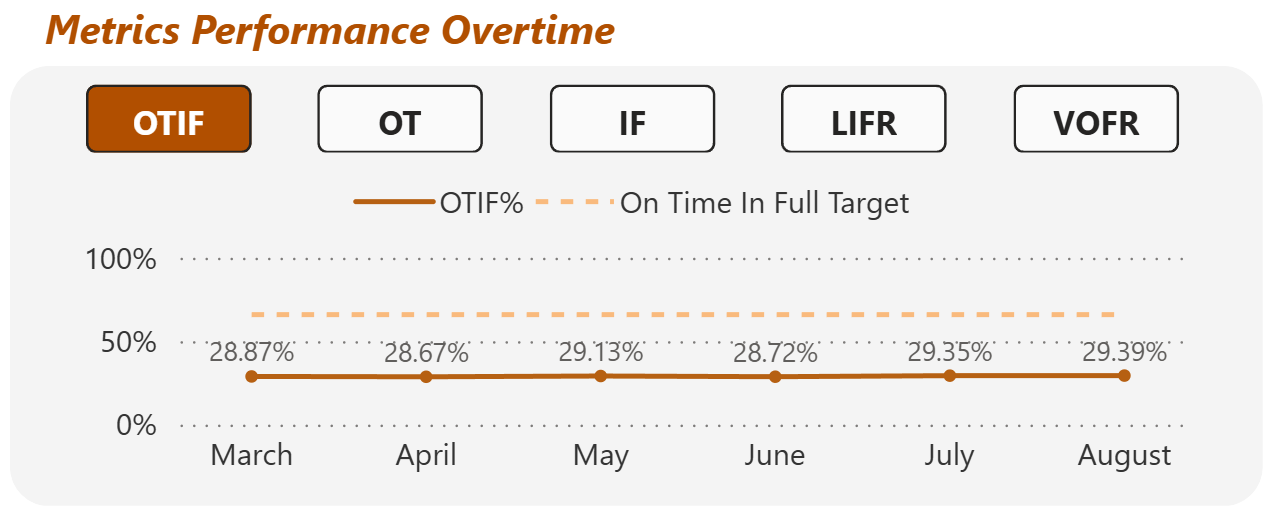 Metrics Performance Overtime
OTIF OT IF LIFR VOFR
OTIF% On Time In Full Target
100%
50%
28.87% 28.67% 29.13% 28.72% 29.35% 29.39%
0%
March April May June July August